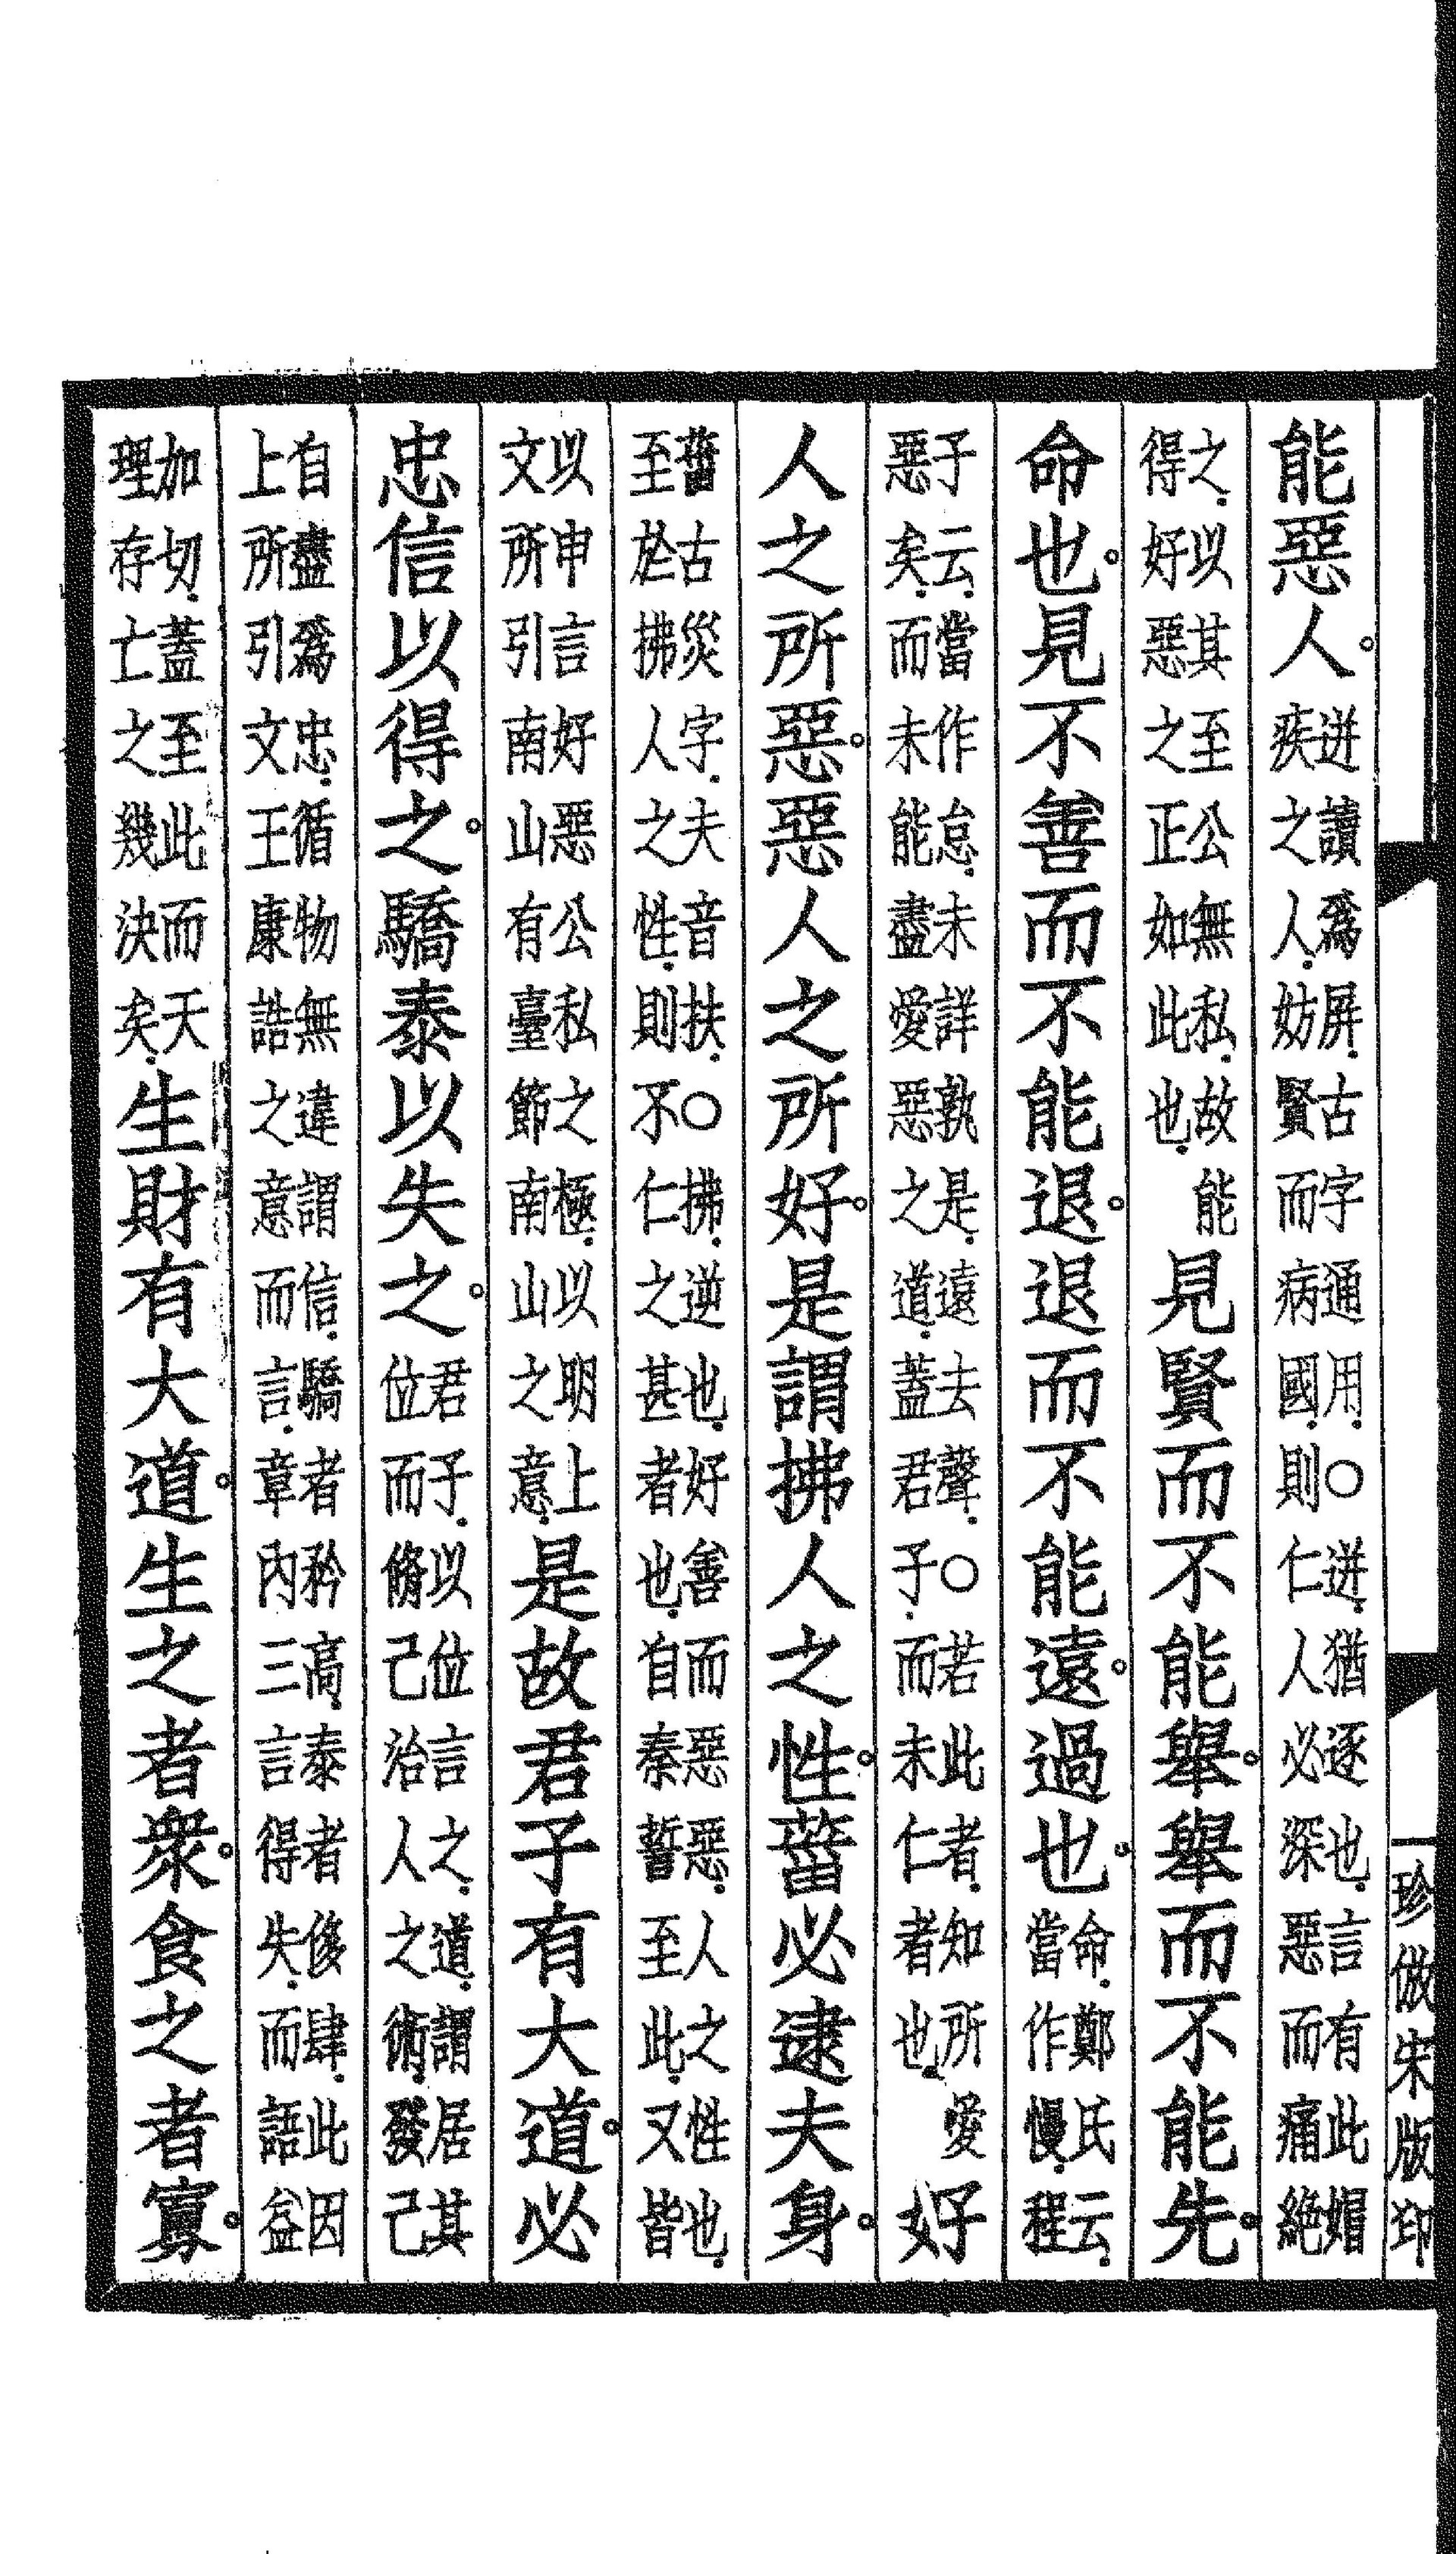 珍倣宋版印
能惡人。迸讀爲屏.古字通用.○迸.猶逐也.言有此媢疾之人.妨賢而病國.則仁人必深惡而痛絕
之.以其至公無私.故能得好惡之正如此也.見賢而不能舉。舉而不能先。
命也。見不善而不能退。退而不能遠。過也。命.鄭氏云.當作慢.程
子云.當作怠.未詳孰是.遠去聲.○若此者.知所愛惡矣.而未能盡愛惡之道.蓋君子.而未仁者也.好
人之所惡。惡人之所好。是謂拂人之性。菑必逮夫身。
菑古災字.夫音扶.○拂.逆也.好善而惡惡.人之性也.至於拂人之性.則不仁之甚者也.自秦誓至此.又皆
以申言好惡公私之極.以明上文所引南山有臺節南山之意.是故君子有大道。必
忠信以得之。驕泰以失之。君子.以位言之.道.謂居其位而脩己治人之術.發己
自盡爲忠.循物無違謂信.驕者矜高.泰者侈肆.此因上所引文王康誥之意而言.章內三言得失.而語益
加切.蓋至此而天理存亡之幾決矣.生財有大道。生之者衆。食之者寡。